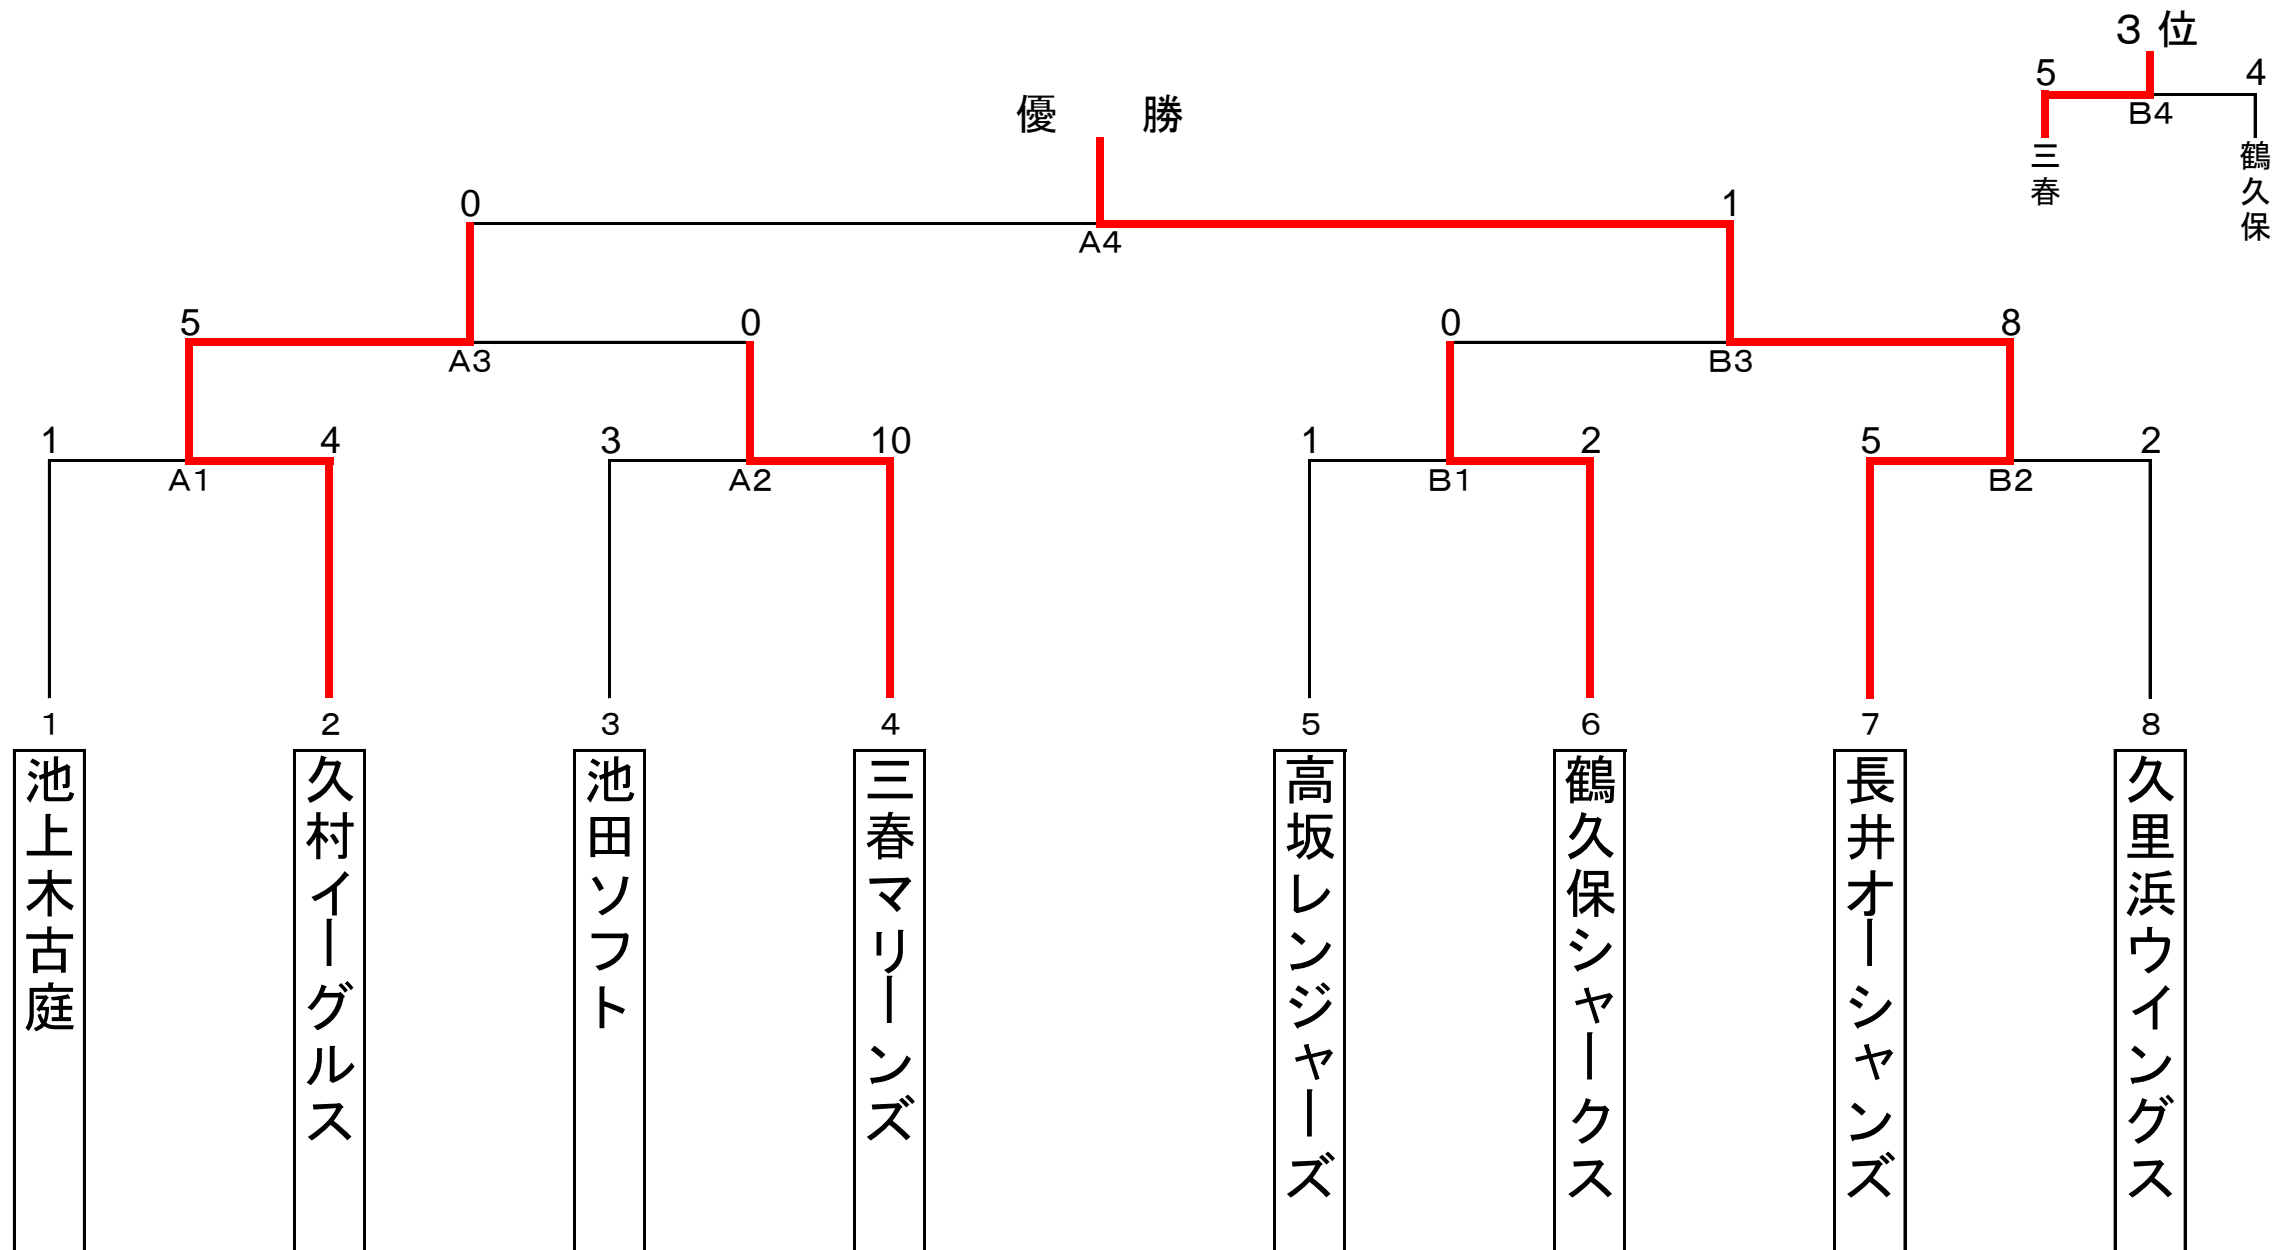 ３位
5 4
B4
三春
鶴久保
優　勝
0 1
A4
5 0 0 8
A3 B3
1 4 3 10 1 2 5 2
A1 A2 B1 B2
1 2 3 4 5 6 7 8
池上木古庭
久村イーグルス
池田ソフト
三春マリーンズ
高坂レンジャーズ
鶴久保シャークス
長井オーシャンズ
久里浜ウイングス